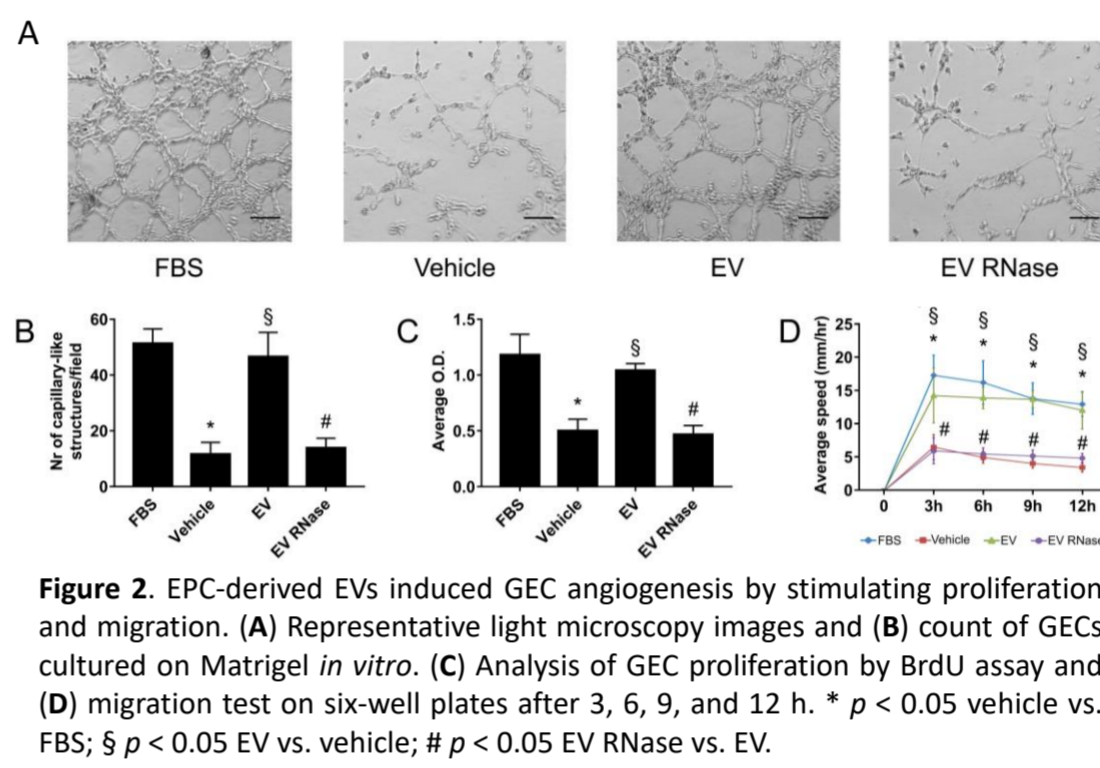 A
FBS
Vehicle
EV
EV RNase
B
Nr of capillary-like
structures/field
60
40
20
0
*
§
#
FBS
Vehicle
EV
EV RNase
C
Average O.D.
1.5
1.0
0.5
0.0
*
§
#
FBS
Vehicle
EV
EV RNase
D
Average speed (mm/hr)
25
20
15
10
5
0
§ § § §
* * * *
# # # #
0 3h 6h 9h 12h
FBS Vehicle EV EV RNase
Figure 2. EPC-derived EVs induced GEC angiogenesis by stimulating proliferation
and migration. (A) Representative light microscopy images and (B) count of GECs
cultured on Matrigel in vitro. (C) Analysis of GEC proliferation by BrdU assay and
(D) migration test on six-well plates after 3, 6, 9, and 12 h. * p < 0.05 vehicle vs.
FBS; § p < 0.05 EV vs. vehicle; # p < 0.05 EV RNase vs. EV.